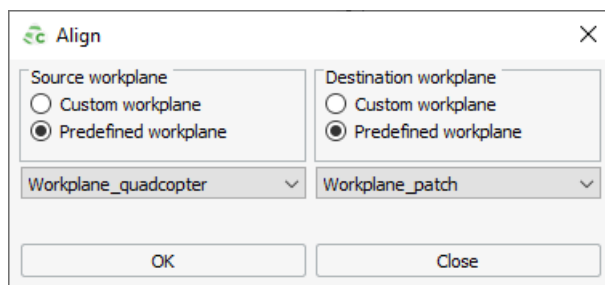 Align
Source workplane
Custom workplane
Predefined workplane
Workplane_quadcopter
Destination workplane
Custom workplane
Predefined workplane
Workplane_patch
OK
Close